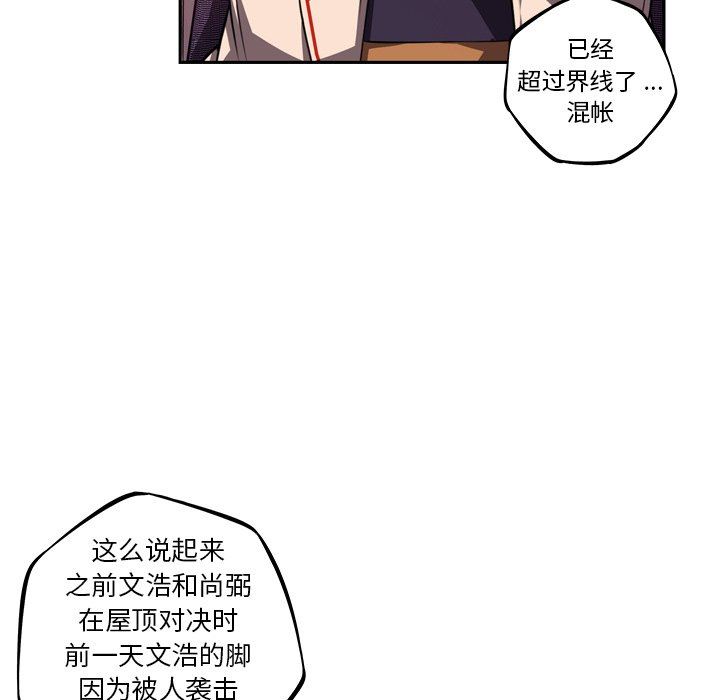 已经
超过界线了...
混帐
这么说起来
之前文浩和尚弼
在屋顶对决时
前一天文浩的脚
因为被人袭击